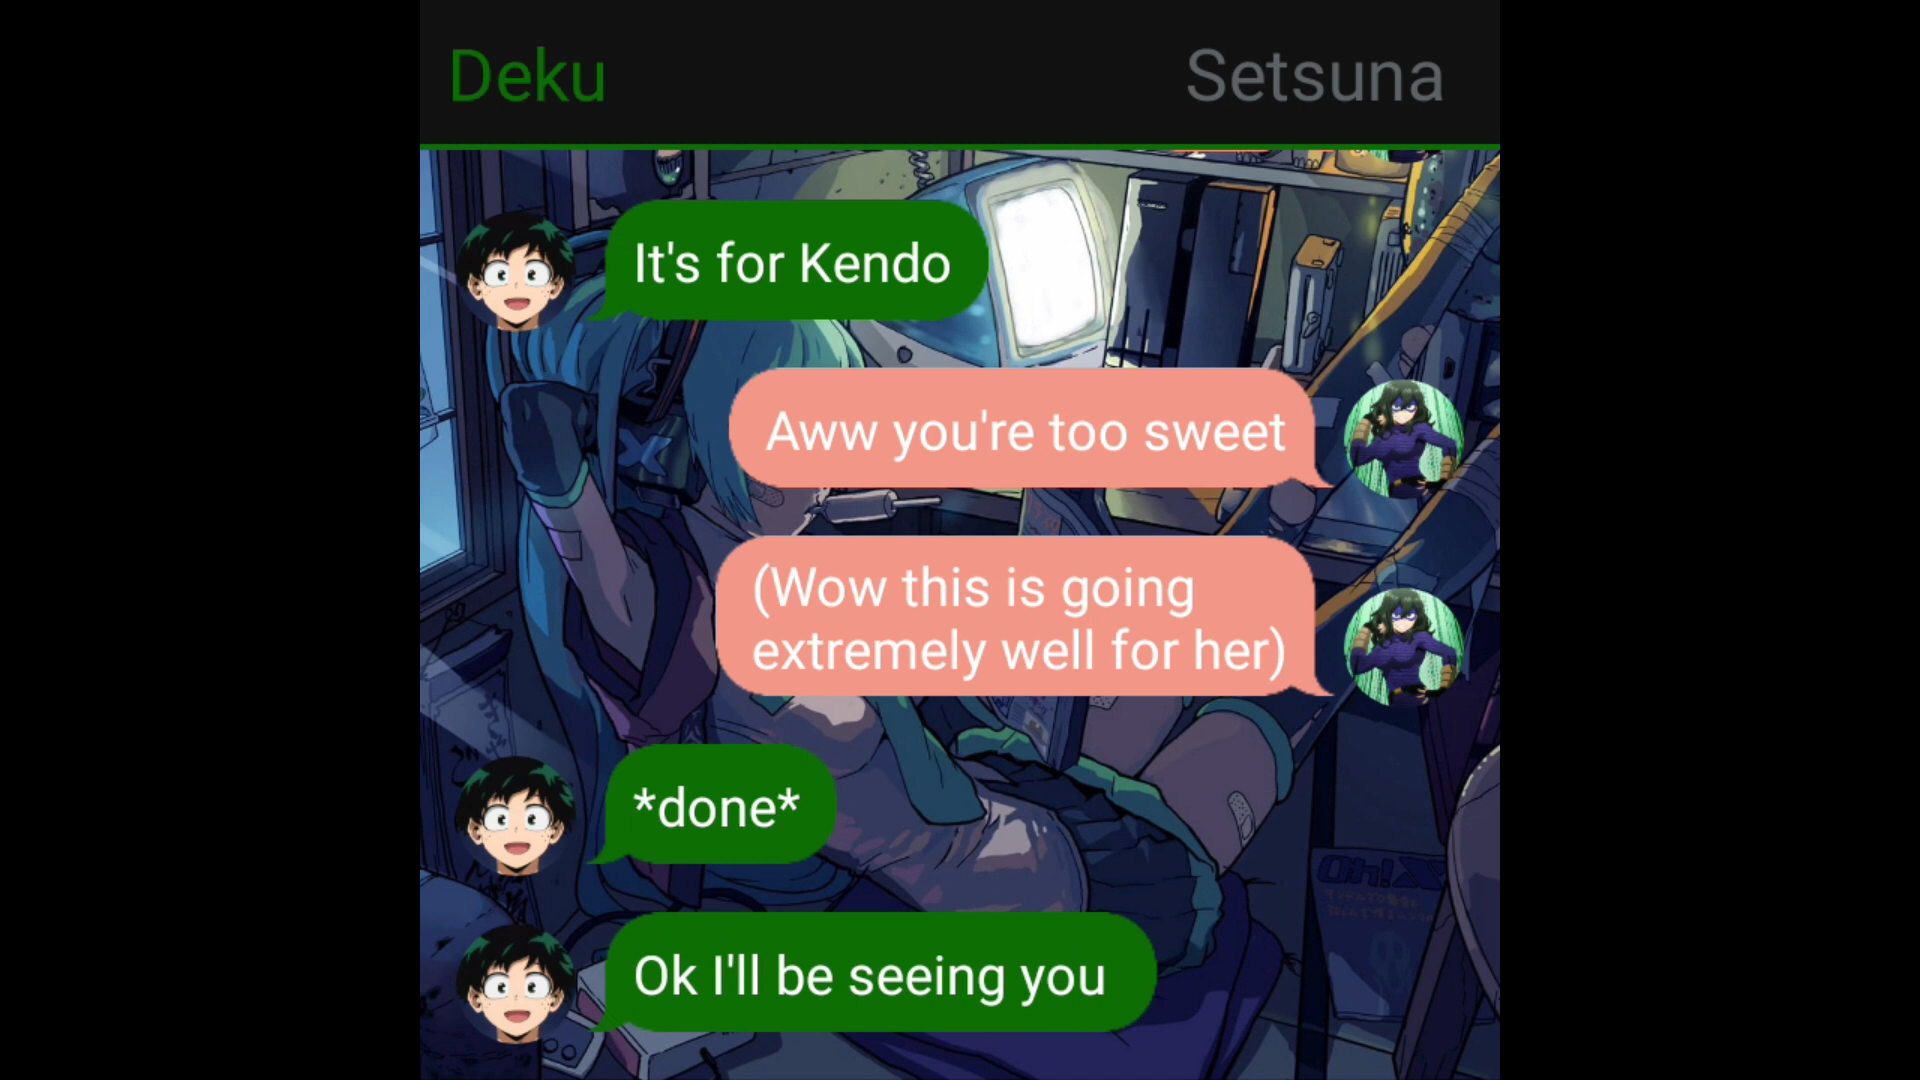 Deku
Setsuna
It's for Kendo
Aww you're too sweet
(Wow this is going
extremely well for her)
*done*
Ok I'll be seeing you
Oh!X